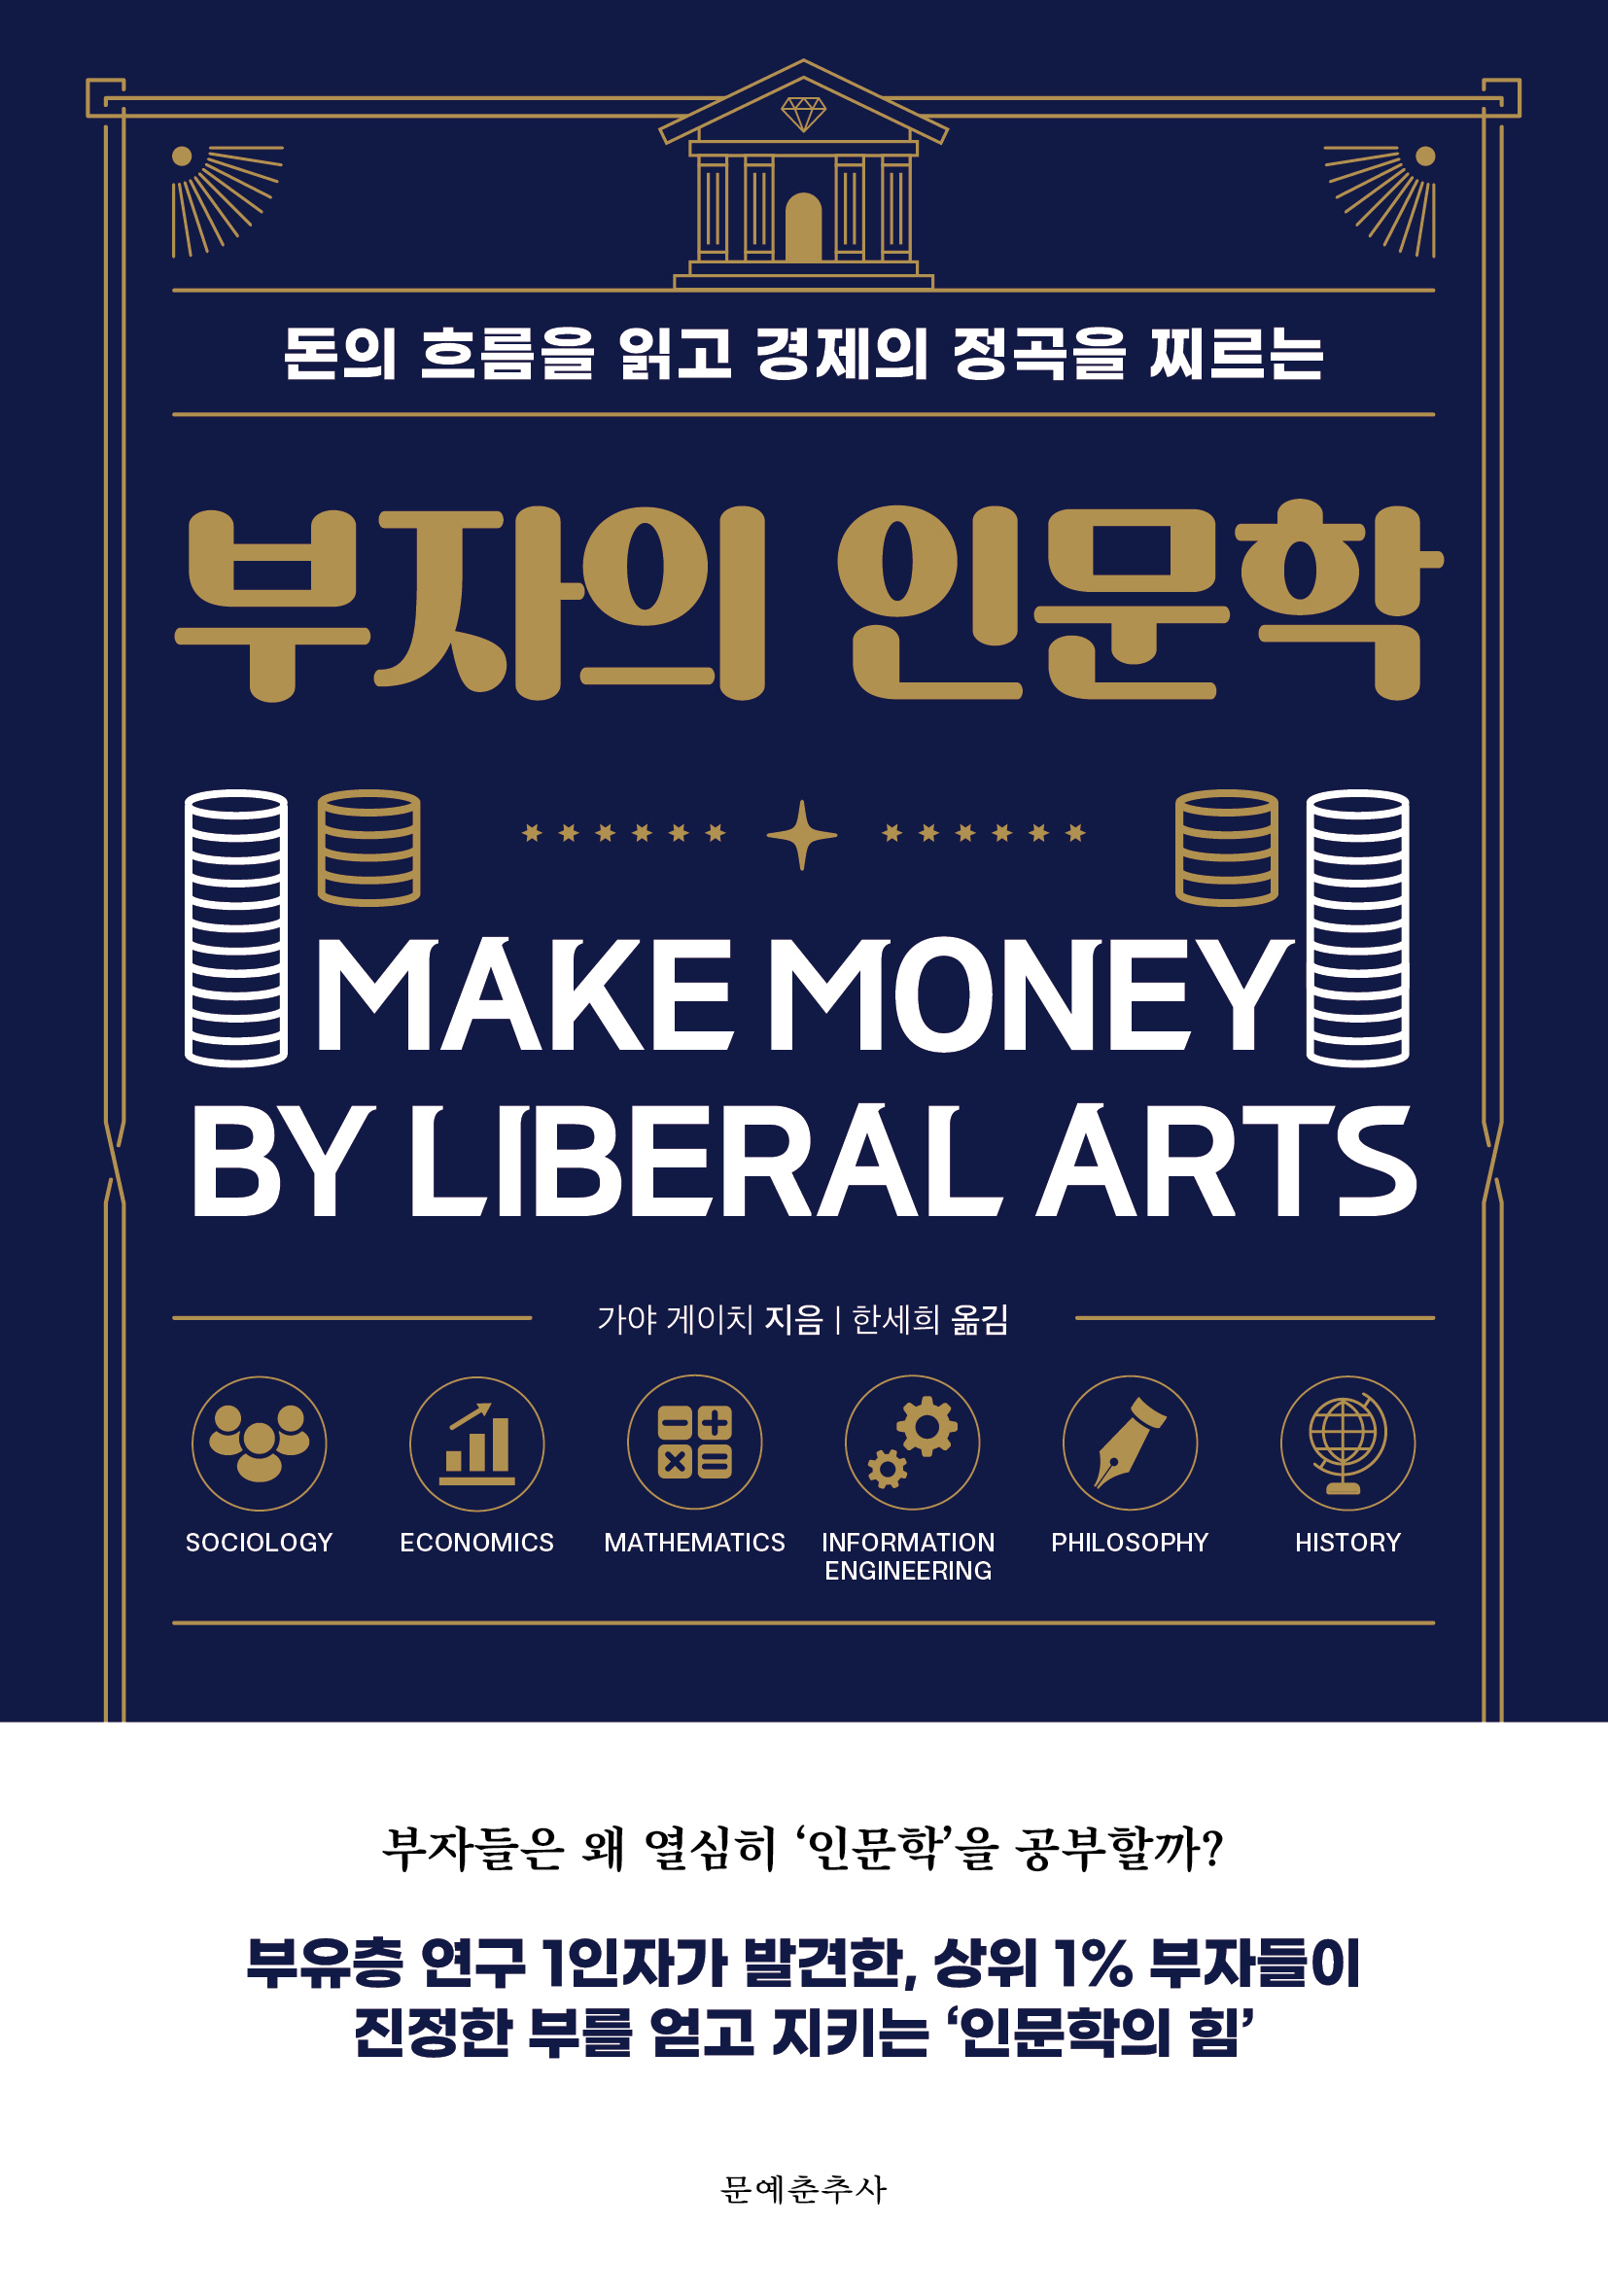 돈의 흐름을 읽고 경제의 정곡을 찌르는
부자의 인문학
MAKE MONEY
BY LIBERAL ARTS
가야 게이치 지음 | 한세희 옮김
SOCIOLOGY
ECONOMICS
MATHEMATICS
INFORMATION
ENGINEERING
PHILOSOPHY
HISTORY
부자들은 왜 열심히 ‘인문학’을 공부할까?
부유층 연구 1인자가 발견한, 상위 1% 부자들이
진정한 부를 얻고 지키는 ‘인문학의 힘’
문예춘추사